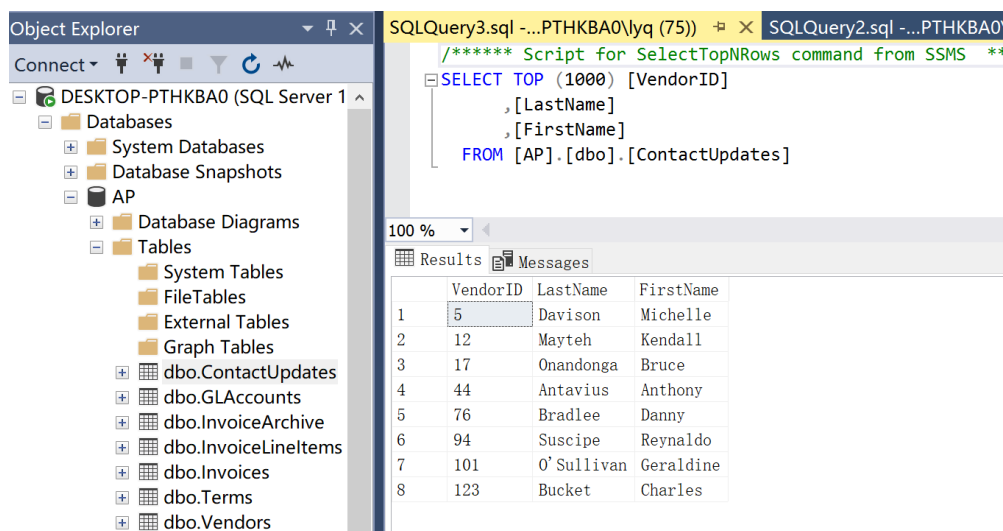 Object Explorer
Connect
DESKTOP-PTHKBA0 (SQL Server 1
Databases
System Databases
Database Snapshots
AP
Database Diagrams
Tables
System Tables
FileTables
External Tables
Graph Tables
dbo.ContactUpdates
dbo.GLAccounts
dbo.InvoiceArchive
dbo.InvoiceLineItems
dbo.Invoices
dbo.Terms
dbo.Vendors
SQLQuery3.sql -...PTHKBA0\lyq (75)) SQLQuery2.sql -...PTHKBA0\
/****** Script for SelectTopNRows command from SSMS **
SELECT TOP (1000) [VendorID]
,[LastName]
,[FirstName]
FROM [AP].[dbo].[ContactUpdates]
100 %
Results Messages
VendorID LastName FirstName
1 5 Davison Michelle
2 12 Mayteh Kendall
3 17 Onandonga Bruce
4 44 Antavius Anthony
5 76 Bradlee Danny
6 94 Suscipe Reynaldo
7 101 O'Sullivan Geraldine
8 123 Bucket Charles